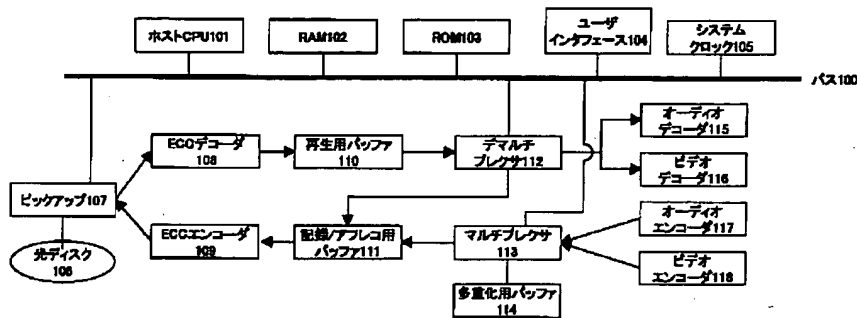 ホストCPU101
RAM102
ROM103
ユーザ
インタフェース104
システム
クロック105
バス100
ECCデコーダ
108
再生用バッファ
110
デマルチ
プレクサ112
オーディオ
デコーダ115
ビデオ
デコーダ116
ピックアップ107
光ディスク
106
ECCエンコーダ
109
記録/アフレコ用
バッファ111
マルチプレクサ
113
多重化用バッファ
114
オーディオ
エンコーダ117
ビデオ
エンコーダ118